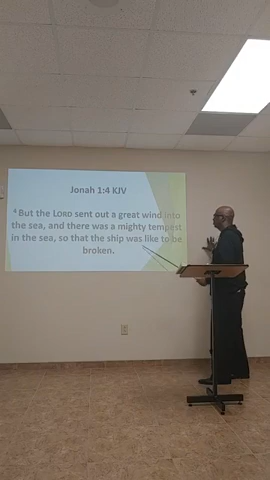 Jonah 1:4 KJV
4 But the LORD sent out a great wind into
the sea, and there was a mighty tempest
in the sea, so that the ship was like to be
broken.